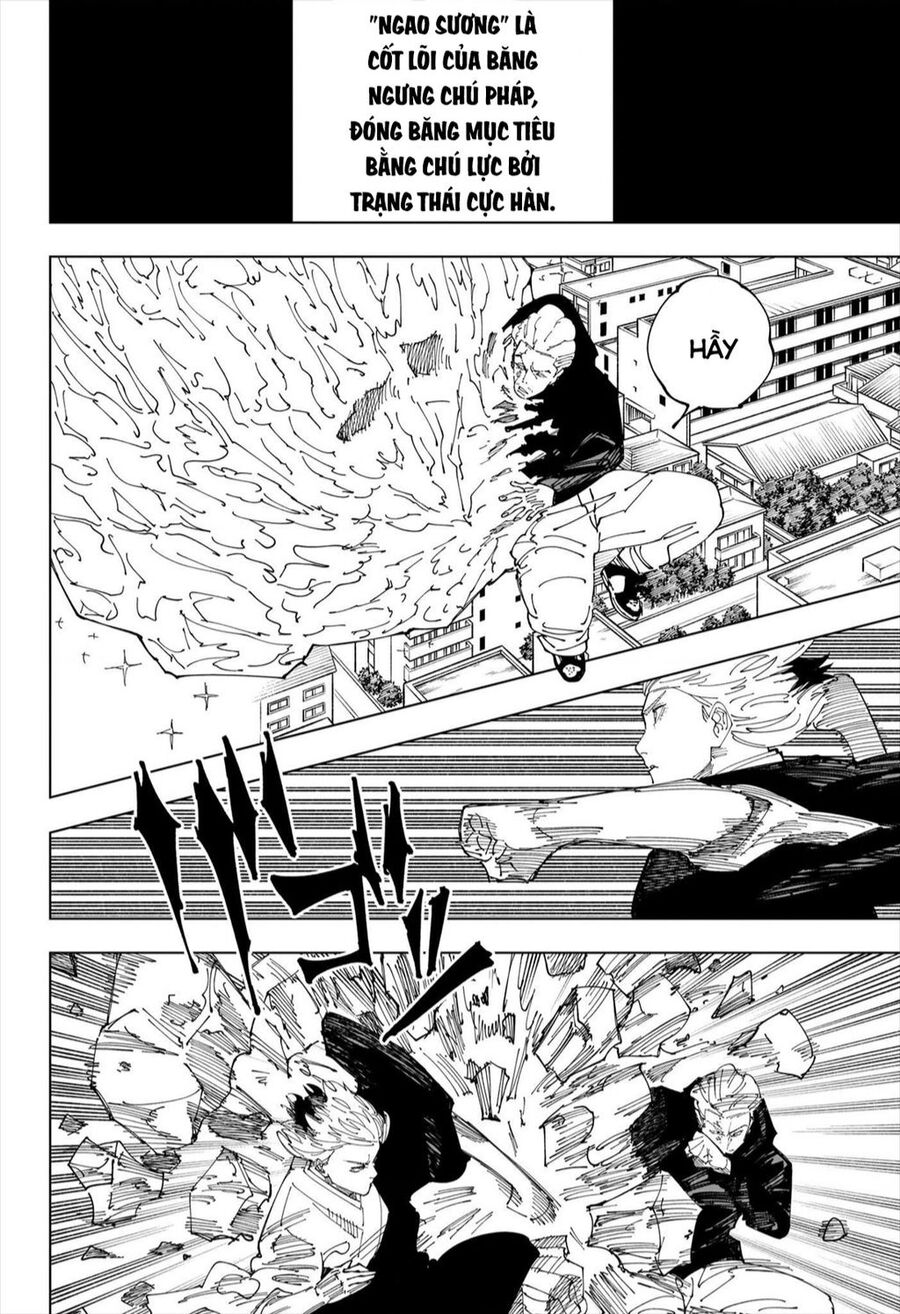 "NGAO SƯƠNG" LÀ
CỐT LÕI CỦA BĂNG
NGƯNG CHÚ PHÁP,
ĐÓNG BĂNG MỤC TIÊU
BẰNG CHÚ LỰC BỞI
TRẠNG THÁI CỰC HÀN.
HẦY